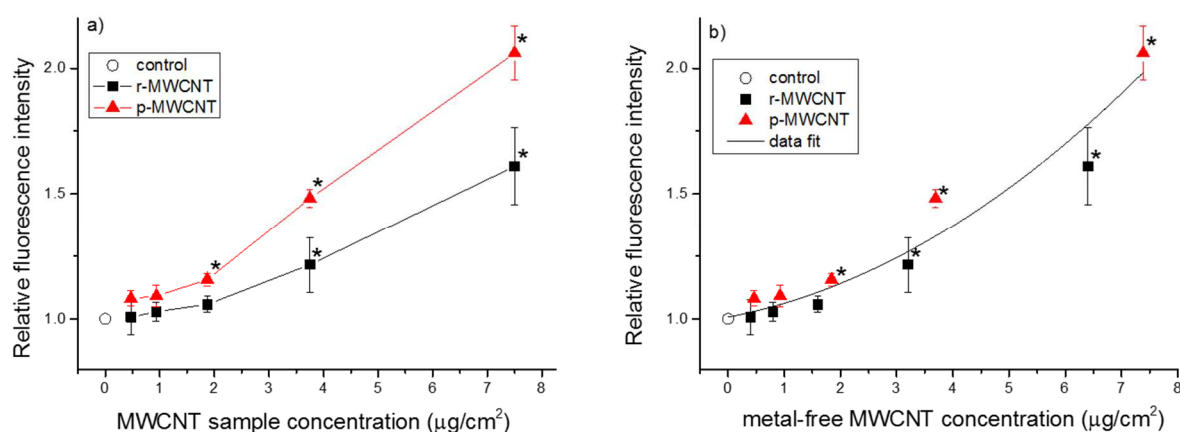 a)
control
r-MWCNT
p-MWCNT
Relative fluorescence intensity
2.0
1.5
1.0
0 1 2 3 4 5 6 7 8
MWCNT sample concentration (μg/cm²)
* * * * *
b)
control
r-MWCNT
p-MWCNT
data fit
Relative fluorescence intensity
2.0
1.5
1.0
0 1 2 3 4 5 6 7 8
metal-free MWCNT concentration (μg/cm²)
* * * * *